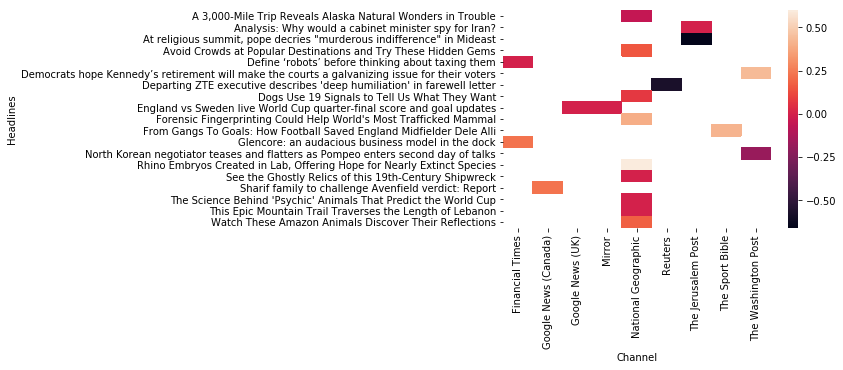 A 3,000-Mile Trip Reveals Alaska Natural Wonders in Trouble
Analysis: Why would a cabinet minister spy for Iran?
At religious summit, pope decries "murderous indifference" in Mideast
Avoid Crowds at Popular Destinations and Try These Hidden Gems
Define ‘robots’ before thinking about taxing them
Democrats hope Kennedy’s retirement will make the courts a galvanizing issue for their voters
Departing ZTE executive describes 'deep humiliation' in farewell letter
Dogs Use 19 Signals to Tell Us What They Want
England vs Sweden live World Cup quarter-final score and goal updates
Forensic Fingerprinting Could Help World's Most Trafficked Mammal
From Gangs To Goals: How Football Saved England Midfielder Dele Alli
Glencore: an audacious business model in the dock
North Korean negotiator teases and flatters as Pompeo enters second day of talks
Rhino Embryos Created in Lab, Offering Hope for Nearly Extinct Species
See the Ghostly Relics of this 19th-Century Shipwreck
Sharif family to challenge Avenfield verdict: Report
The Science Behind 'Psychic' Animals That Predict the World Cup
This Epic Mountain Trail Traverses the Length of Lebanon
Watch These Amazon Animals Discover Their Reflections
Headlines
Financial Times
Google News (Canada)
Google News (UK)
Mirror
National Geographic
Reuters
The Jerusalem Post
The Sport Bible
The Washington Post
Channel
0.50
0.25
0.00
−0.25
−0.50